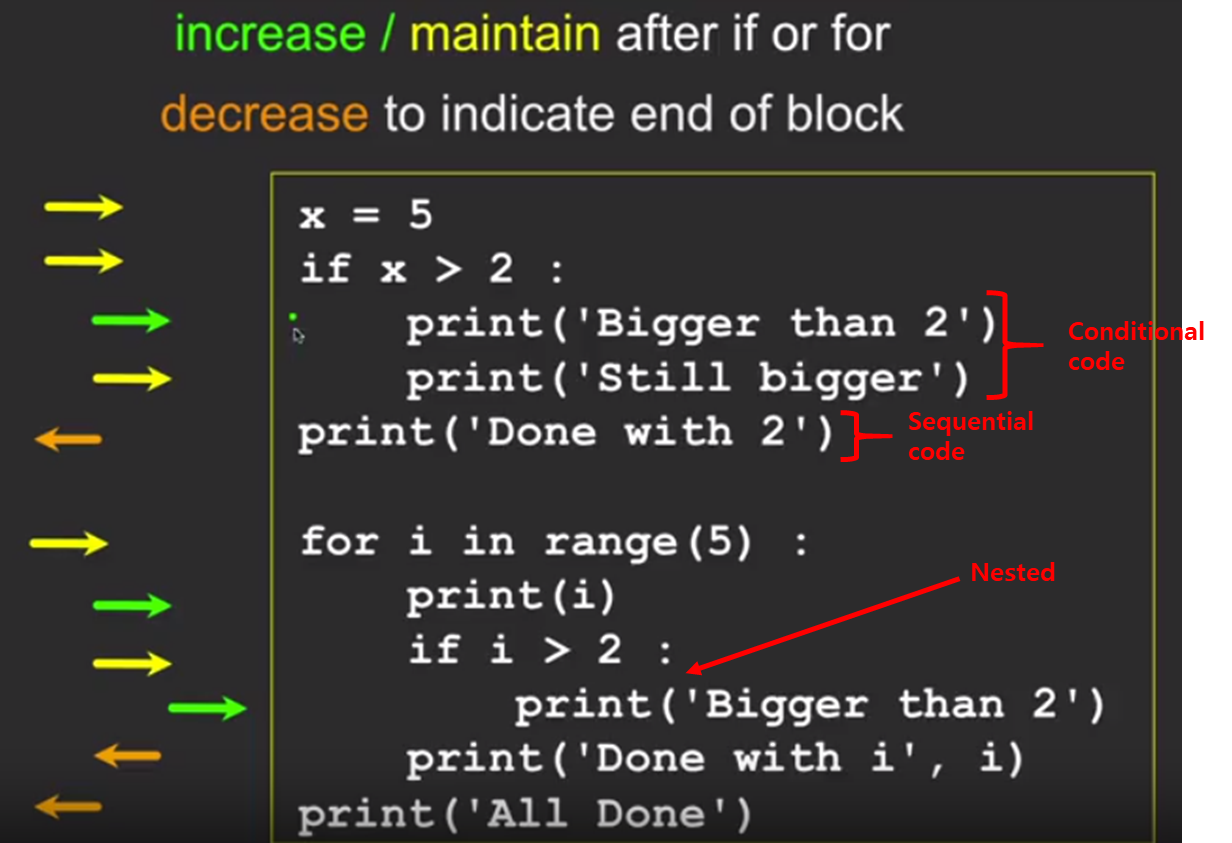 increase / maintain after if or for
decrease to indicate end of block
x = 5
if x > 2 :
print('Bigger than 2')
print('Still bigger')
Conditional
code
print('Done with 2')
Sequential
code
for i in range(5) :
print(i)
if i > 2 :
Nested
print('Bigger than 2')
print('Done with i', i)
print('All Done')